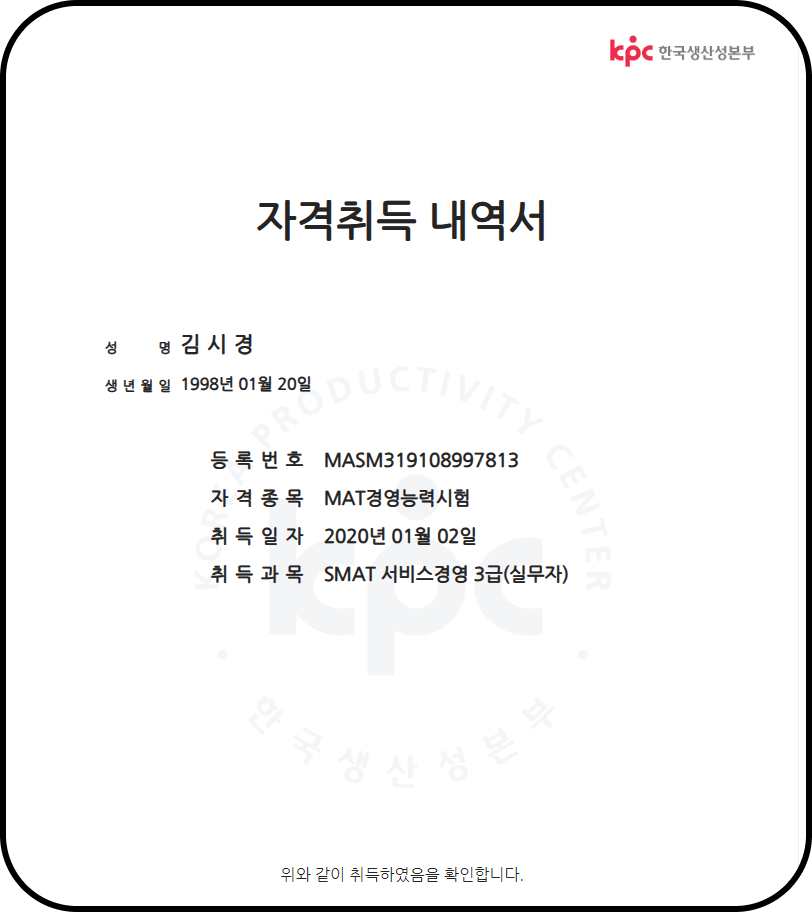 kpc 한국생산성본부
자격취득 내역서
성 명 김 시 경
생 년 월 일 1998년 01월 20일
등 록 번 호 MASM319108997813
자 격 종 목 MAT경영능력시험
취 득 일 자 2020년 01월 02일
취 득 과 목 SMAT 서비스경영 3급(실무자)
KOREA PRODUCTIVITY CENTER
kpc
한국생산성본부
위와 같이 취득하였음을 확인합니다.